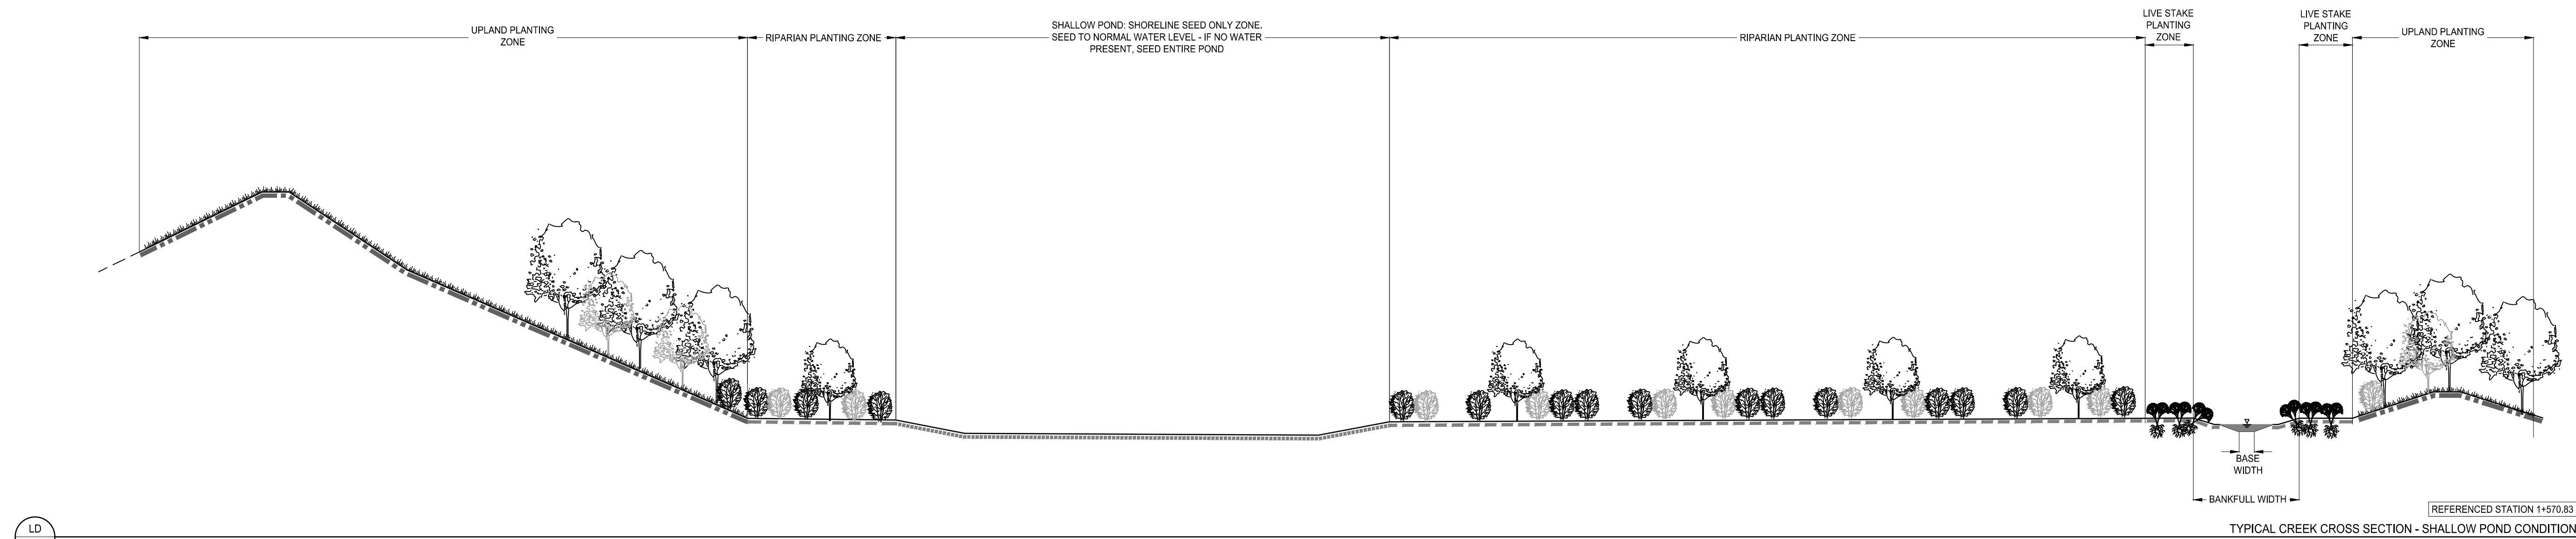 UPLAND PLANTING
ZONE
RIPARIAN PLANTING ZONE
SHALLOW POND: SHORELINE SEED ONLY ZONE.
SEED TO NORMAL WATER LEVEL - IF NO WATER
PRESENT, SEED ENTIRE POND
RIPARIAN PLANTING ZONE
LIVE STAKE
PLANTING
ZONE
LIVE STAKE
PLANTING
ZONE
UPLAND PLANTING
ZONE
BASE
WIDTH
BANKFULL WIDTH
REFERENCED STATION 1+570.83
LD
TYPICAL CREEK CROSS SECTION - SHALLOW POND CONDITION